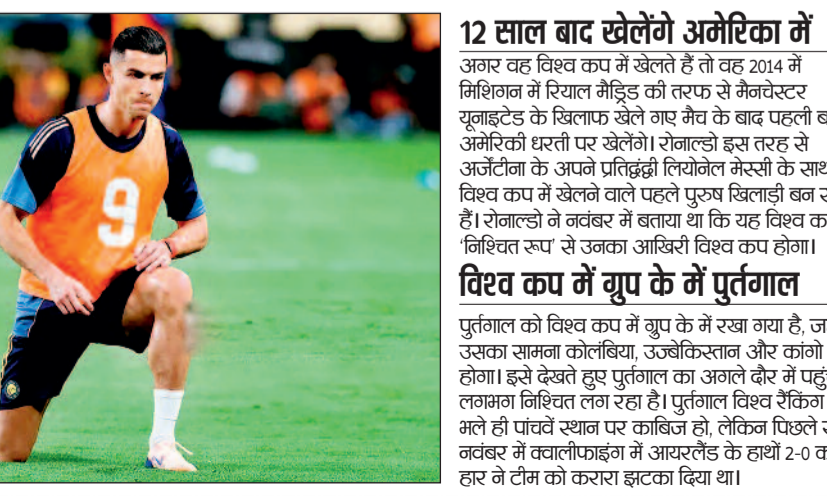 9
12 साल बाद खेलेंगे अमेरिका में
अगर वह विश्व कप में खेलते हैं तो वह 2014 में
मिशिगन में रियाल मैड्रिड की तरफ से मैनचेस्टर
यूनाइटेड के खिलाफ खेले गए मैच के बाद पहली
अमेरिकी धरती पर खेलेंगे। रोनाल्डो इस तरह से
अर्जेंटीना के अपने प्रतिद्वंद्वी लियोनेल मेस्सी के साथ
विश्व कप में खेलने वाले पहले पुरुष खिलाड़ी बन
हैं। रोनाल्डो ने नवंबर में बताया था कि यह विश्व
‘निश्चित रूप’ से उनका आखिरी विश्व कप होगा।
विश्व कप में ग्रुप के में पुर्तगाल
पुर्तगाल को विश्व कप में ग्रुप के में रखा गया है,
उसका सामना कोलंबिया, उज्बेकिस्तान और कांगो
होगा। इसे देखते हुए पुर्तगाल का अगले दौर में
लगभग निश्चित लग रहा है। पुर्तगाल विश्व रैंकिंग
भले ही पांचवें स्थान पर काबिज हो, लेकिन पिछले
नवंबर में क्वालीफाइंग में आयरलैंड के हाथों 2-0
हार ने टीम को करारा झटका दिया था।